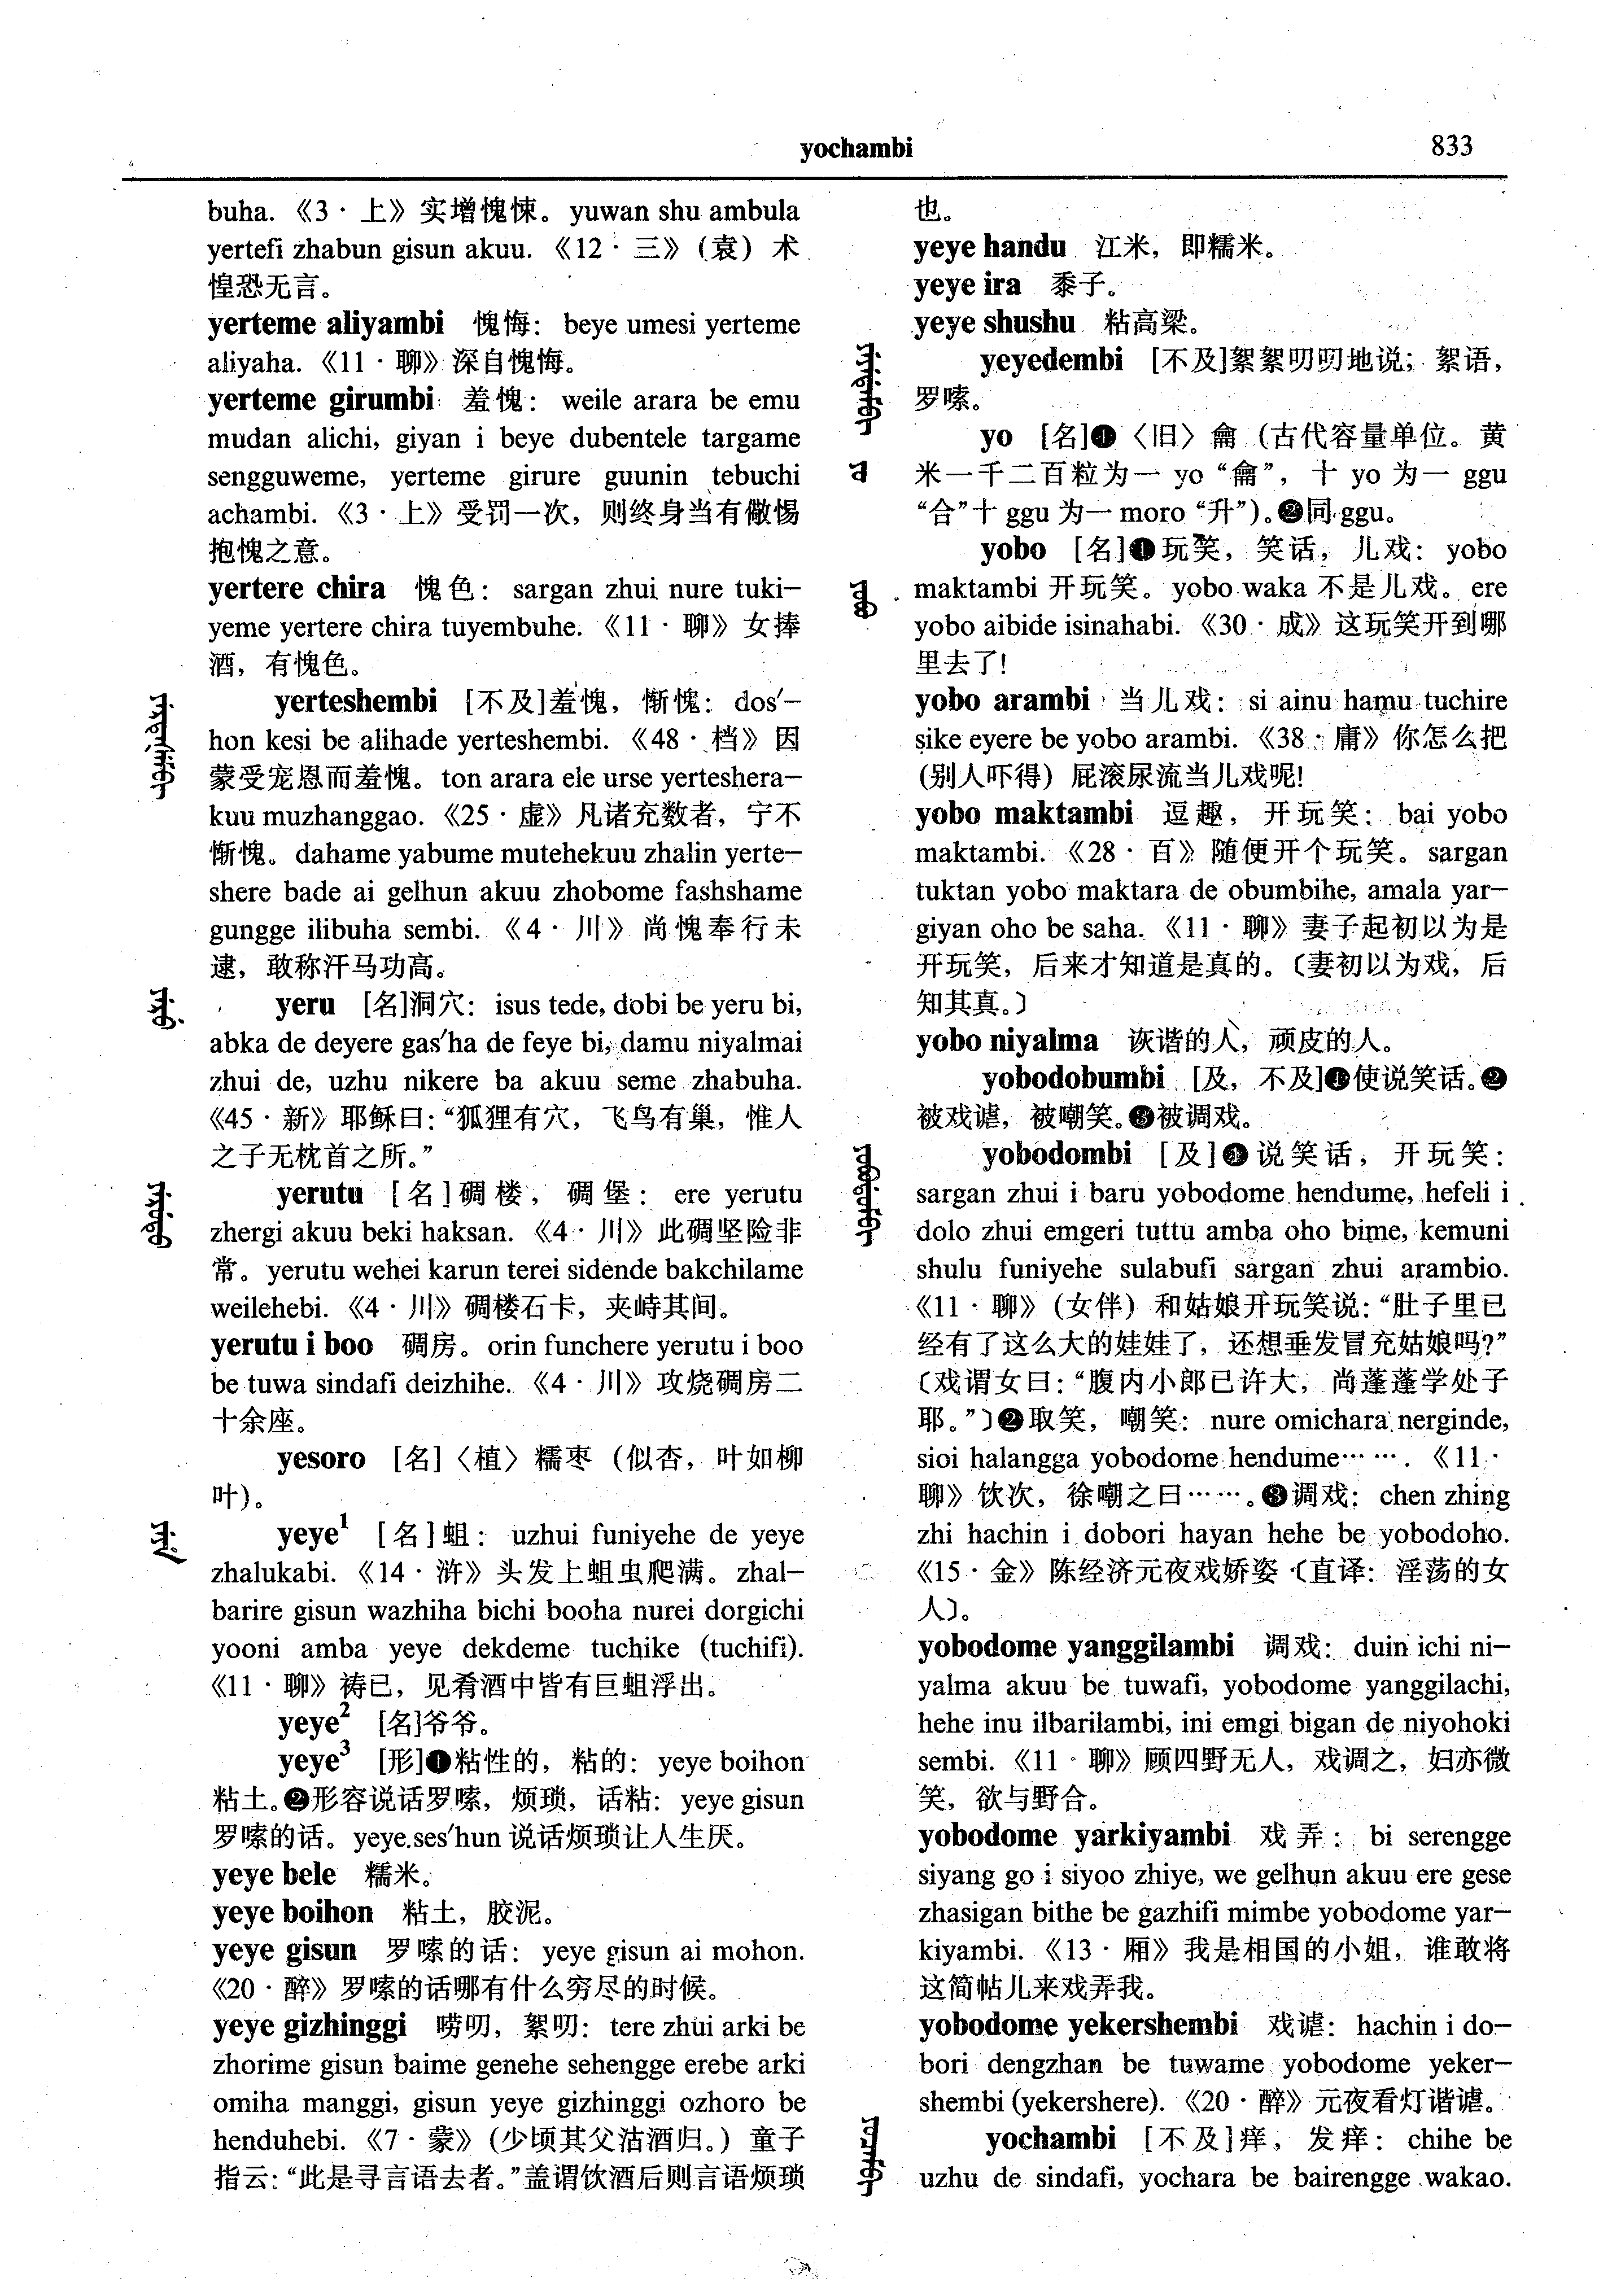 yochambi
833
buha.《3·上》实增愧悚。yuwan shu ambula
yertefi zhabun gisun akuu.《12·三》(袁)术
惶恐无言。
yerteme aliyambi 愧悔: beye umesi yerteme
aliyaha.《11·聊》深自愧悔。
yerteme girumbi 羞愧: weile arara be emu
mudan alichi, giyan i beye dubentele targame
sengguweme, yerteme girure guunin tebuchi
achambi.《3·上》受罚一次，则终身当有儆惕
抱愧之意。
yertere chira 愧色: sargan zhui nure tuki-
yeme yertere chira tuyembuhe.《11·聊》女捧
酒，有愧色。
yerteshembi [不及]羞愧，惭愧: dos′-
hon kesi be alihade yerteshembi.《48·档》因
蒙受宠恩而羞愧。ton arara ele urse yerteshera-
kuu muzhanggao.《25·虚》凡诸充数者，宁不
惭愧。dahame yabume mutehekuu zhalin yerte-
shere bade ai gelhun akuu zhobome fashshame
gungge ilibuha sembi.《4·川》尚愧奉行未
逮，敢称汗马功高。
yeru [名]洞穴: isus tede, dobi be yeru bi,
abka de deyere gas′ha de feye bi, damu niyalmai
zhui de, uzhu nikere ba akuu seme zhabuha.
《45·新》耶稣曰:“狐狸有穴，飞鸟有巢，惟人
之子无枕首之所。”
yerutu [名]碉楼，碉堡: ere yerutu
zhergi akuu beki haksan.《4·川》此碉坚险非
常。yerutu wehei karun terei sidende bakchilame
weilehebi.《4·川》碉楼石卡，夹峙其间。
yerutu i boo 碉房。orin funchere yerutu i boo
be tuwa sindafi deizhihe.《4·川》攻烧碉房二
十余座。
yesoro [名]〈植〉糯枣 (似杏，叶如柳
叶)。
yeye¹ [名]蛆: uzhui funiyehe de yeye
zhalukabi.《14·浒》头发上蛆虫爬满。zhal-
barire gisun wazhiha bichi booha nurei dorgichi
yooni amba yeye dekdeme tuchike (tuchifi).
《11·聊》祷已，见肴酒中皆有巨蛆浮出。
yeye² [名]爷爷。
yeye³ [形]❶粘性的，粘的: yeye boihon
粘土。❷形容说话罗嗦，烦琐，话粘: yeye gisun
罗嗦的话。yeye ses′hun 说话烦琐让人生厌。
yeye bele 糯米。
yeye boihon 粘土，胶泥。
yeye gisun 罗嗦的话: yeye gisun ai mohon.
《20·醉》罗嗦的话哪有什么穷尽的时候。
yeye gizhinggi 唠叨，絮叨: tere zhui arki be
zhorime gisun baime genehe sehengge erebe arki
omiha manggi, gisun yeye gizhinggi ozhoro be
henduhebi.《7·蒙》(少顷其父沽酒归。) 童子
指云:“此是寻言语去者。”盖谓饮酒后则言语烦琐
也。
yeye handu 江米，即糯米。
yeye ira 黍子。
yeye shushu 粘高梁。
yeyedembi [不及]絮絮叨叨地说；絮语，
罗嗦。
yo [名]❶〈旧〉龠 (古代容量单位。黄
米一千二百粒为一 yo “龠”，十 yo 为一 ggu
“合”十 ggu 为一 moro “升”)。❷同 ggu。
yobo [名]❶玩笑，笑话，儿戏: yobo
maktambi 开玩笑。yobo waka 不是儿戏。ere
yobo aibide isinahabi.《30·成》这玩笑开到哪
里去了!
yobo arambi 当儿戏: si ainu hamu tuchire
sike eyere be yobo arambi.《38·庸》你怎么把
(别人吓得) 屁滚尿流当儿戏呢!
yobo maktambi 逗趣，开玩笑: bai yobo
maktambi.《28·百》随便开个玩笑。sargan
tuktan yobo maktara de obumbihe, amala yar-
giyan oho be saha.《11·聊》妻子起初以为是
开玩笑，后来才知道是真的。〔妻初以为戏，后
知其真。〕
yobo niyalma 诙谐的人，顽皮的人。
yobodobumbi [及，不及]❶使说笑话。❷
被戏谑，被嘲笑。❸被调戏。
yobodombi [及]❶说笑话，开玩笑:
sargan zhui i baru yobodome hendume, hefeli i
dolo zhui emgeri tuttu amba oho bime, kemuni
shulu funiyehe sulabufi sargan zhui arambio.
《11·聊》(女伴) 和姑娘开玩笑说:“肚子里已
经有了这么大的娃娃了，还想垂发冒充姑娘吗?”
〔戏谓女曰:“腹内小郎已许大，尚蓬蓬学处子
耶。”〕❷取笑，嘲笑: nure omichara nerginde,
sioi halangga yobodome hendume…….《11·
聊》饮次，徐嘲之曰……。❸调戏: chen zhing
zhi hachin i dobori hayan hehe be yobodoho.
《15·金》陈经济元夜戏娇姿〔直译: 淫荡的女
人〕。
yobodome yanggilambi 调戏: duin ichi ni-
yalma akuu be tuwafi, yobodome yanggilachi,
hehe inu ilbarilambi, ini emgi bigan de niyohoki
sembi.《11·聊》顾四野无人，戏调之，妇亦微
笑，欲与野合。
yobodome yarkiyambi 戏弄: bi serengge
siyang go i siyoo zhiye, we gelhun akuu ere gese
zhasigan bithe be gazhifi mimbe yobodome yar-
kiyambi.《13·厢》我是相国的小姐，谁敢将
这简帖儿来戏弄我。
yobodome yekershembi 戏谑: hachin i do-
bori dengzhan be tuwame yobodome yeker-
shembi (yekershere).《20·醉》元夜看灯谐谑。
yochambi [不及]痒，发痒: chihe be
uzhu de sindafi, yochara be bairengge wakao.